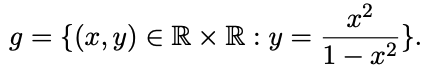 g = {(x, y) ∈ ℝ × ℝ : y = x² / (1 − x²)}.